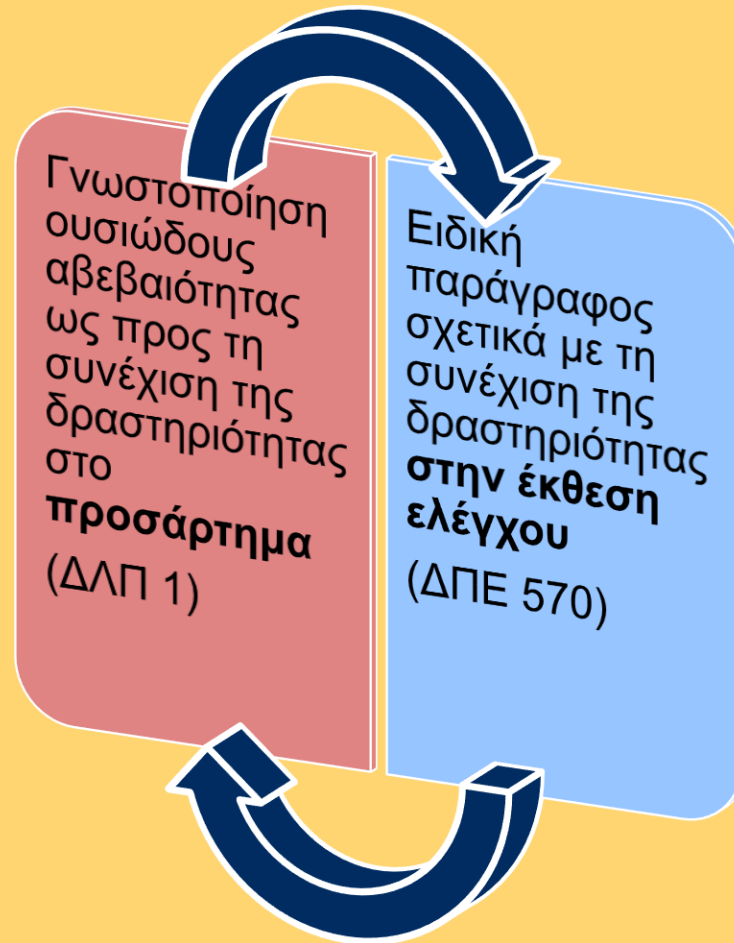 Γνωστοποίηση
ουσιώδους
αβεβαιότητας
ως προς τη
συνέχιση της
δραστηριότητας
στο
προσάρτημα
(ΔΛΠ 1)
Ειδική
παράγραφος
σχετικά με τη
συνέχιση της
δραστηριότητας
στην έκθεση
ελέγχου
(ΔΠΕ 570)